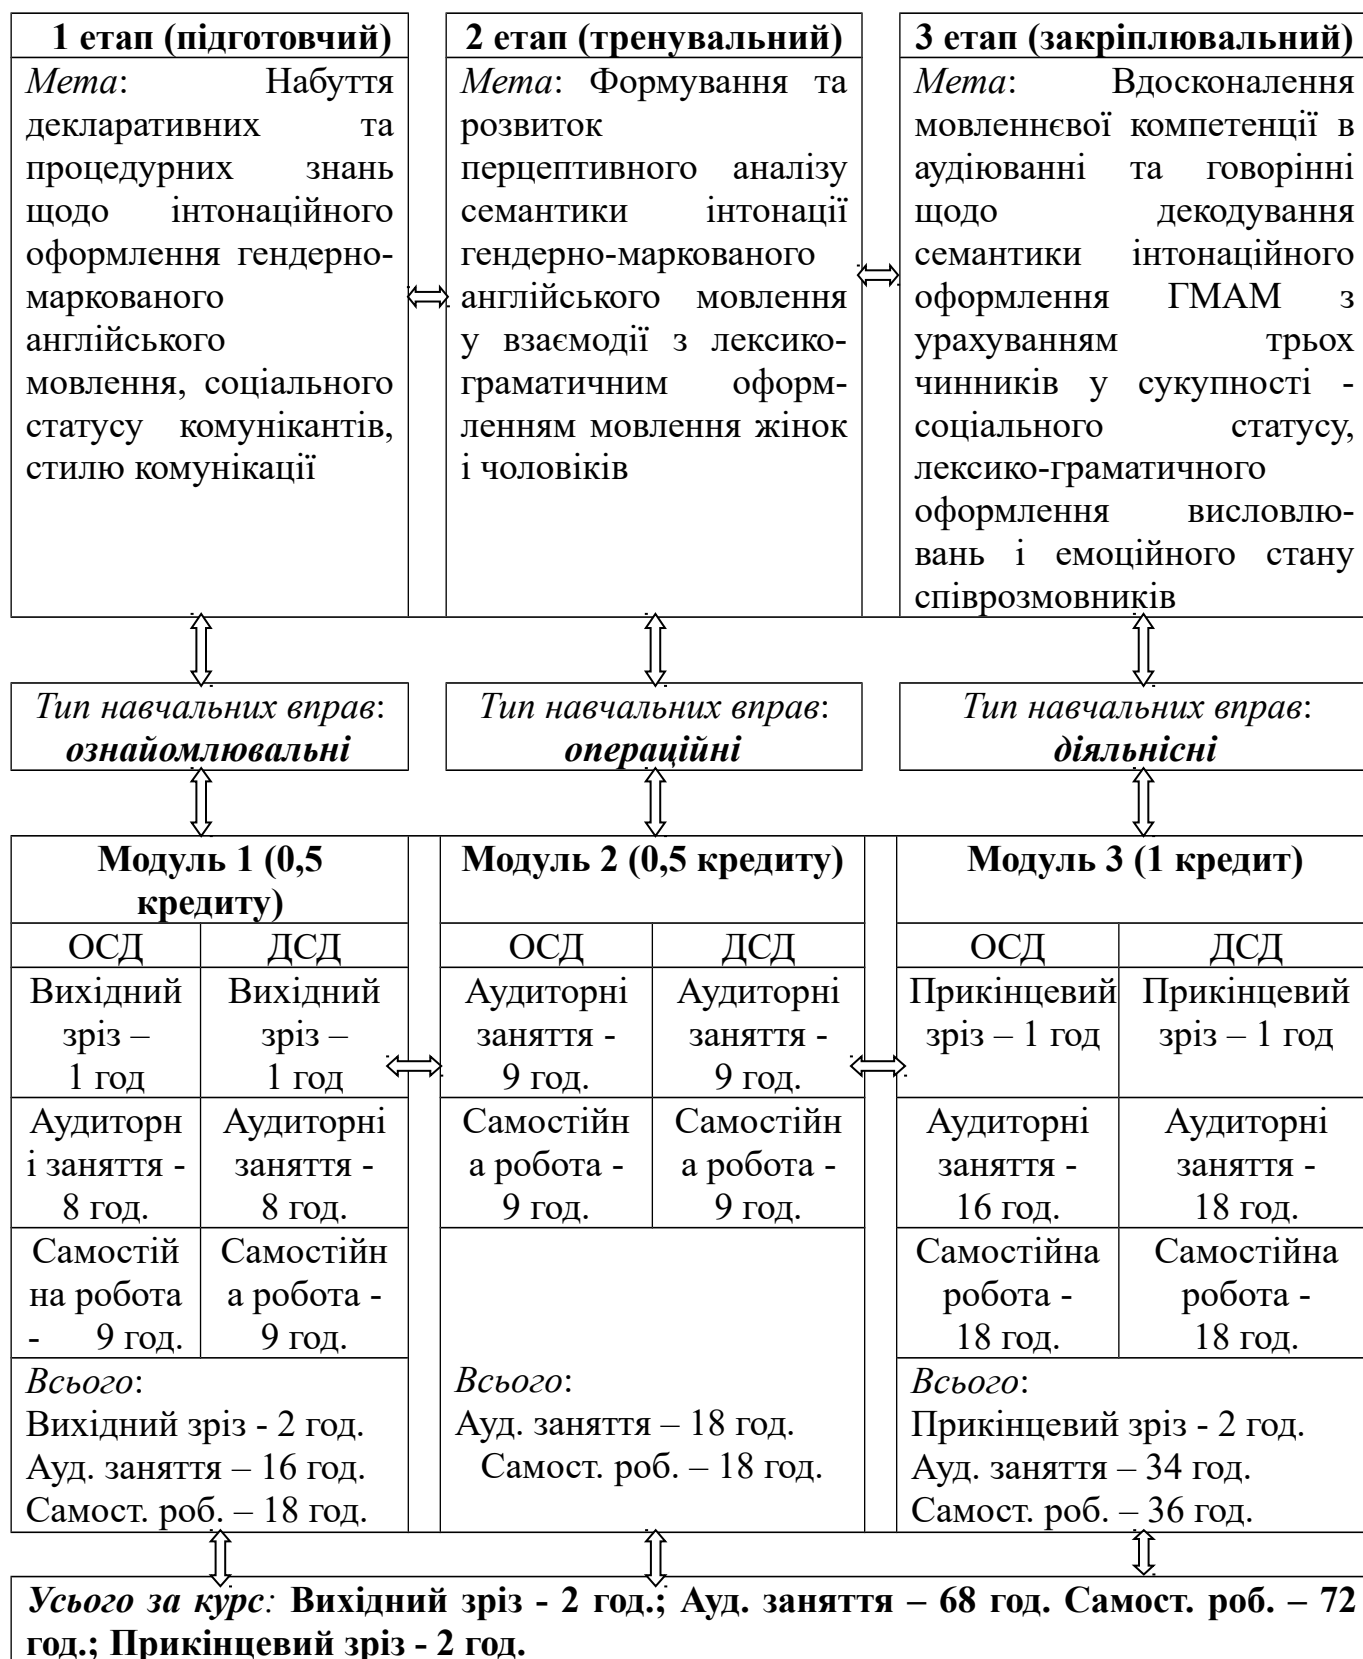 1 етап (підготовчий)
Мета: Набуття
декларативних та
процедурних знань
щодо інтонаційного
оформлення гендерно-
маркованого
англійського
мовлення, соціального
статусу комунікантів,
стилю комунікації
2 етап (тренувальний)
Мета: Формування та
розвиток
перцептивного аналізу
семантики інтонації
гендерно-маркованого
англійського мовлення
у взаємодії з лексико-
граматичним оформ-
ленням мовлення жінок
і чоловіків
3 етап (закріплювальний)
Мета: Вдосконалення
мовленнєвої компетенції в
аудіюванні та говорінні
щодо декодування
семантики інтонаційного
оформлення ГМАМ з
урахуванням трьох
чинників у сукупності -
соціального статусу,
лексико-граматичного
оформлення висловлю-
вань і емоційного стану
співрозмовників
Тип навчальних вправ:
ознайомлювальні
Тип навчальних вправ:
операційні
Тип навчальних вправ:
діяльнісні
Модуль 1 (0,5
кредиту)
ОСД
ДСД
Вихідний
зріз –
1 год
Вихідний
зріз –
1 год
Аудиторн
і заняття -
8 год.
Аудиторні
заняття -
8 год.
Самостій
на робота
- 9 год.
Самостійн
а робота -
9 год.
Всього:
Вихідний зріз - 2 год.
Ауд. заняття – 16 год.
Самост. роб. – 18 год.
Модуль 2 (0,5 кредиту)
ОСД
ДСД
Аудиторні
заняття -
9 год.
Аудиторні
заняття -
9 год.
Самостійн
а робота -
9 год.
Самостійн
а робота -
9 год.
Всього:
Ауд. заняття – 18 год.
Самост. роб. – 18 год.
Модуль 3 (1 кредит)
ОСД
ДСД
Прикінцевий
зріз – 1 год
Прикінцевий
зріз – 1 год
Аудиторні
заняття -
16 год.
Аудиторні
заняття -
18 год.
Самостійна
робота -
18 год.
Самостійна
робота -
18 год.
Всього:
Прикінцевий зріз - 2 год.
Ауд. заняття – 34 год.
Самост. роб. – 36 год.
Усього за курс: Вихідний зріз - 2 год.; Ауд. заняття – 68 год. Самост. роб. – 72
год.; Прикінцевий зріз - 2 год.